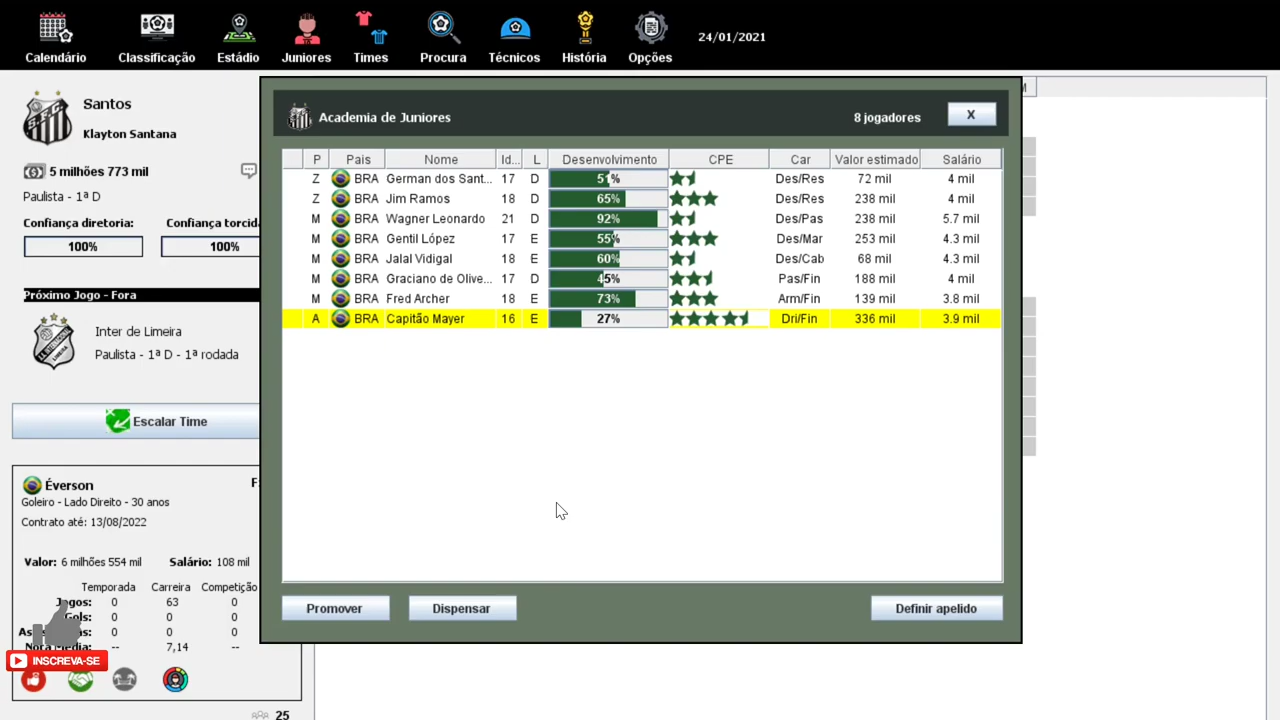 Calendário Classificação Estádio Juniores Times Procura Técnicos História Opções 24/01/2021
Santos
Klayton Santana
5 milhões 773 mil
Paulista - 1ª D
Confiança diretoria: Confiança torcid
100% 100%
Próximo Jogo - Fora
Inter de Limeira
Paulista - 1ª D - 1ª rodada
Escalar Time
Éverson
Goleiro - Lado Direito - 30 anos
Contrato até: 13/08/2022
Valor: 6 milhões 554 mil Salário: 108 mil
Temporada Carreira Competição
Jogos: 0 63 0
Gols: 0 0 0
0 0 0
Nota Média: -- 7,14 --
INSCREVA-SE
25
Academia de Juniores 8 jogadores X
P País Nome Id... L Desenvolvimento CPE Car Valor estimado Salário
Z BRA German dos Sant... 17 D 51% Des/Res 72 mil 4 mil
Z BRA Jim Ramos 18 D 65% Des/Res 238 mil 4 mil
M BRA Wagner Leonardo 21 D 92% Des/Pas 238 mil 5.7 mil
M BRA Gentil López 17 E 55% Des/Mar 253 mil 4.3 mil
M BRA Jalal Vidigal 18 E 60% Des/Cab 68 mil 4.3 mil
M BRA Graciano de Olive... 17 D 45% Pas/Fin 188 mil 4 mil
M BRA Fred Archer 18 E 73% Arm/Fin 139 mil 3.8 mil
A BRA Capitão Mayer 16 E 27% Dri/Fin 336 mil 3.9 mil
Promover Dispensar Definir apelido